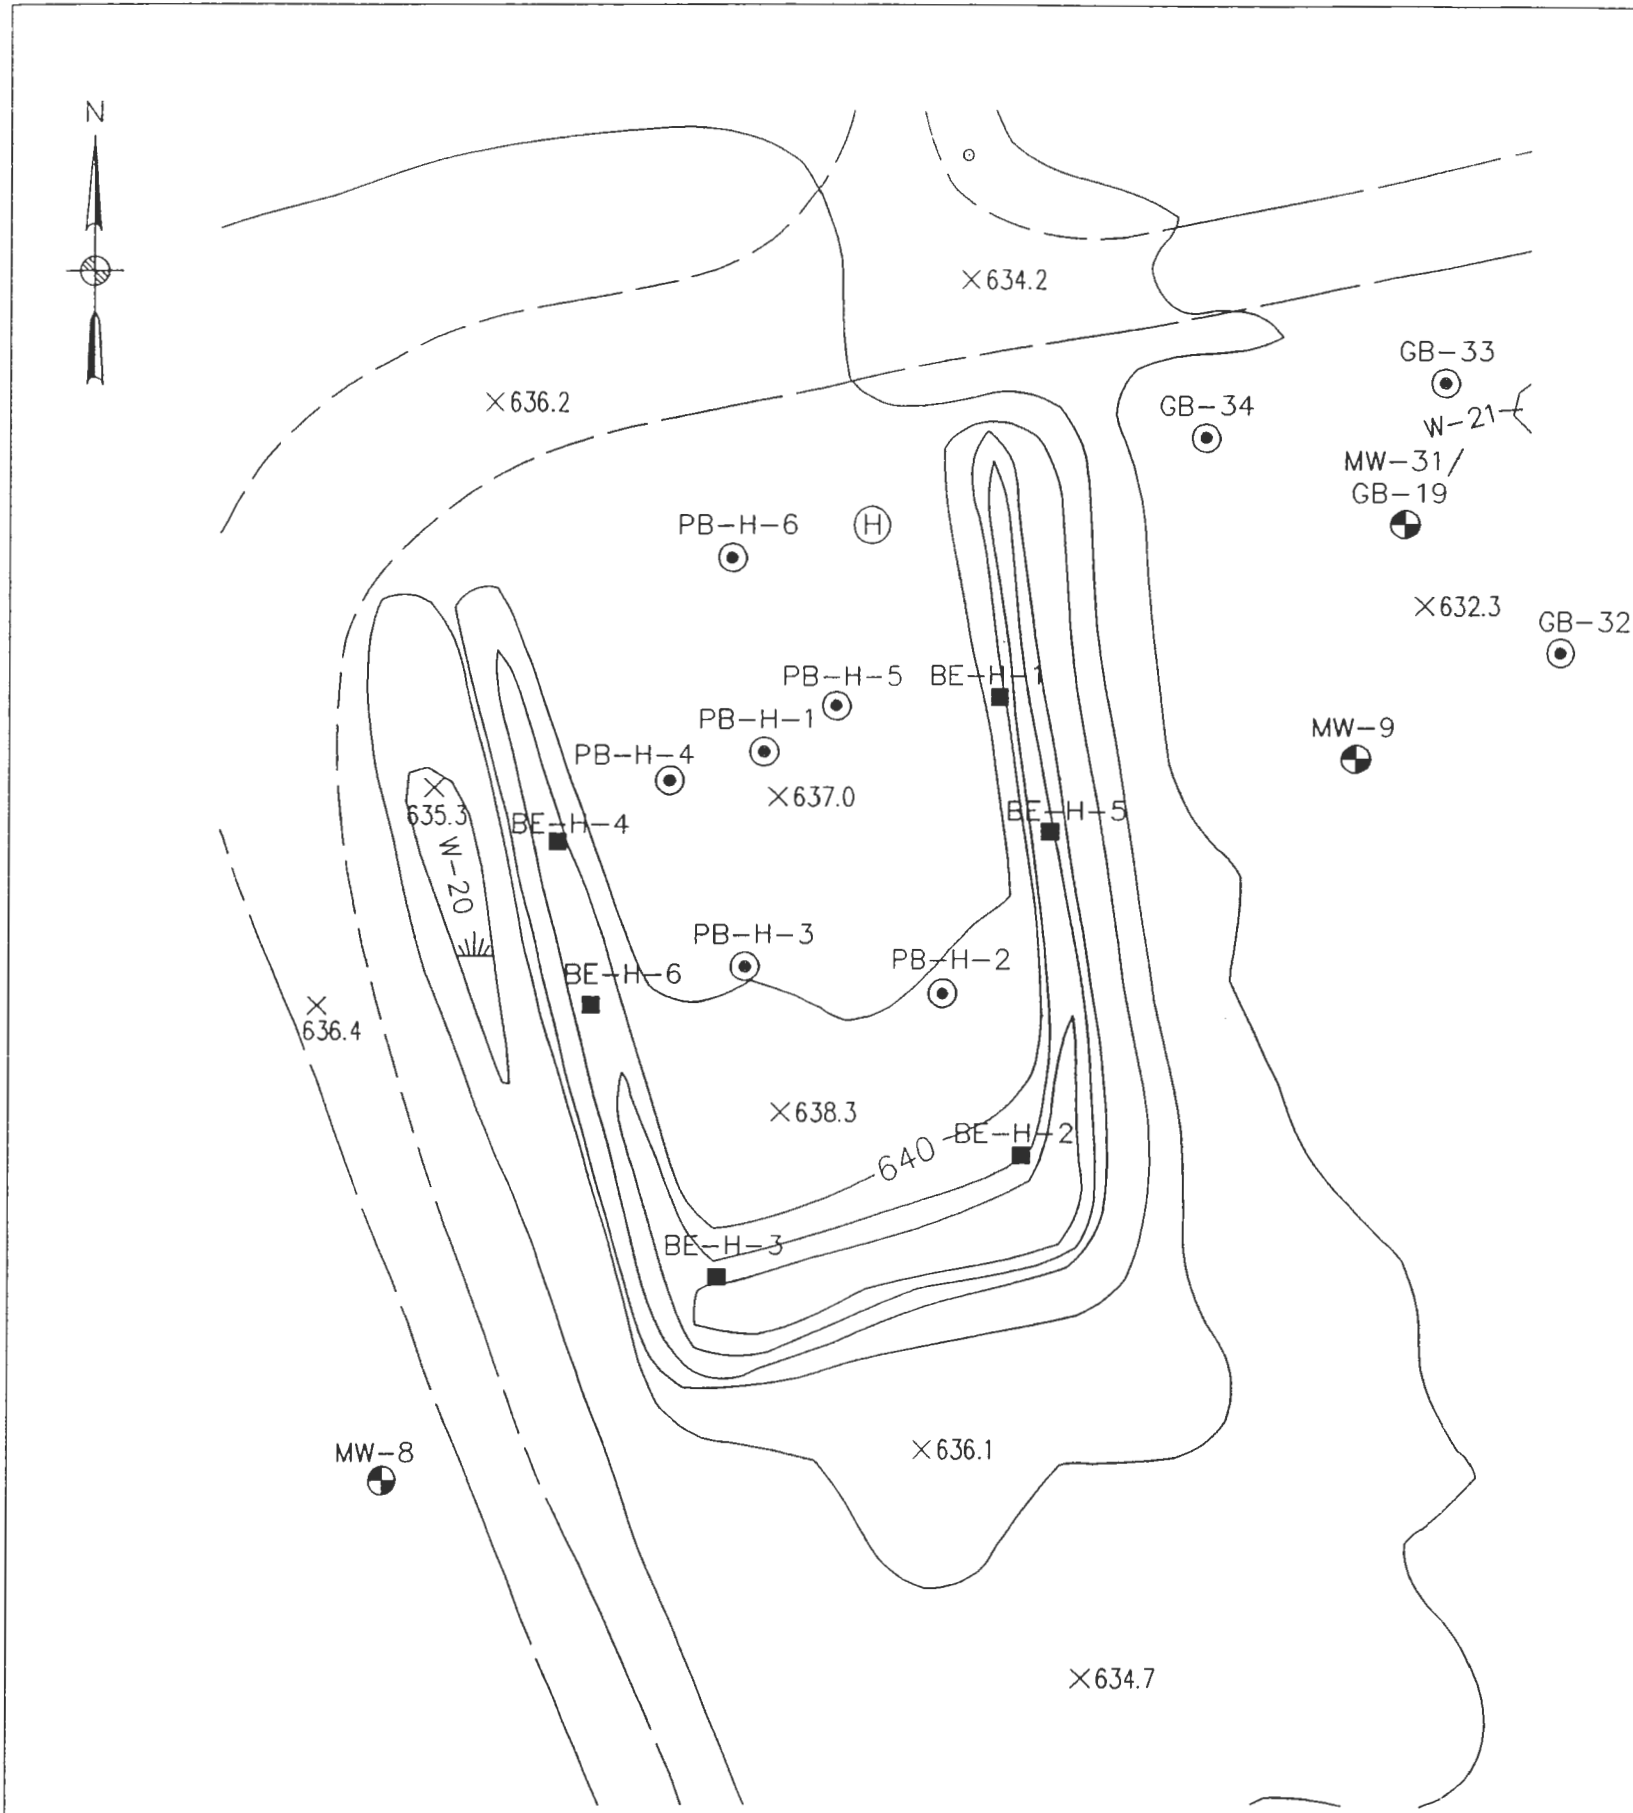 N
634.2
GB-33
636.2
GB-34
W-21
MW-31/
GB-19
PB-H-6
H
632.3
GB-32
PB-H-5
BE-H-1
PB-H-1
MW-9
PB-H-4
637.0
635.3
BE-H-4
BE-H-5
W-20
PB-H-3
PB-H-2
BE-H-6
636.4
638.3
BE-H-2
640
BE-H-3
636.1
MW-8
634.7